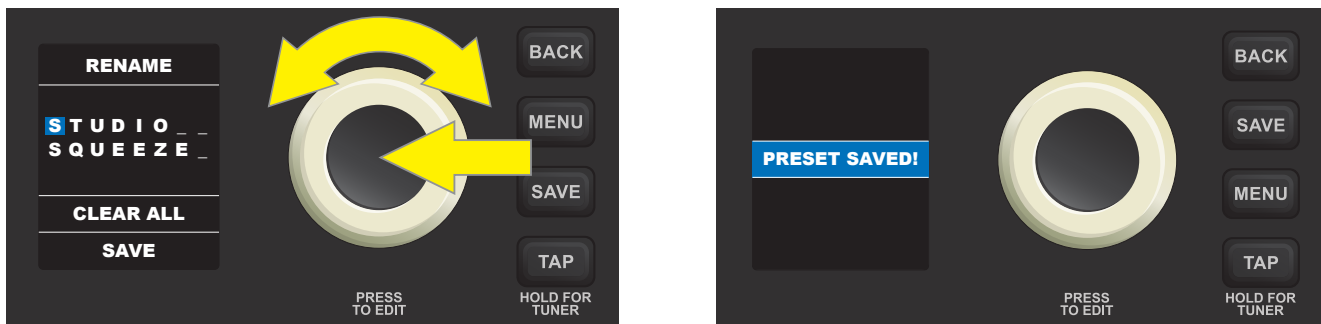 RENAME
STUDIO_ _
SQUEEZE_
CLEAR ALL
SAVE
BACK
MENU
SAVE
TAP
PRESS
TO EDIT
HOLD FOR
TUNER
PRESET SAVED!
BACK
SAVE
MENU
TAP
PRESS
TO EDIT
HOLD FOR
TUNER